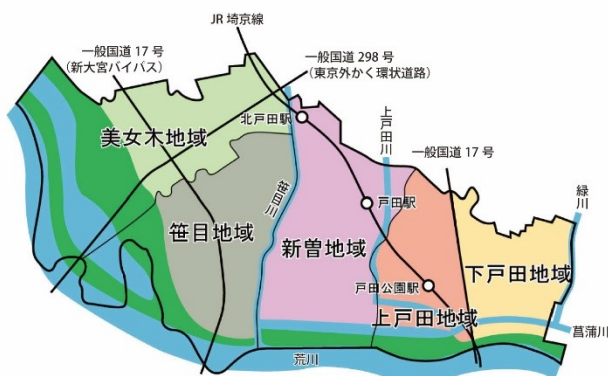 JR 埼京線
一般国道 17 号
(新大宮バイパス)
一般国道 298 号
(東京外かく環状道路)
上戸田川
北戸田駅
一般国道 17 号
美女木地域
緑川
笹目川
戸田駅
笹目地域
新曽地域
下戸田地域
戸田公園駅
上戸田地域
菖蒲川
荒川